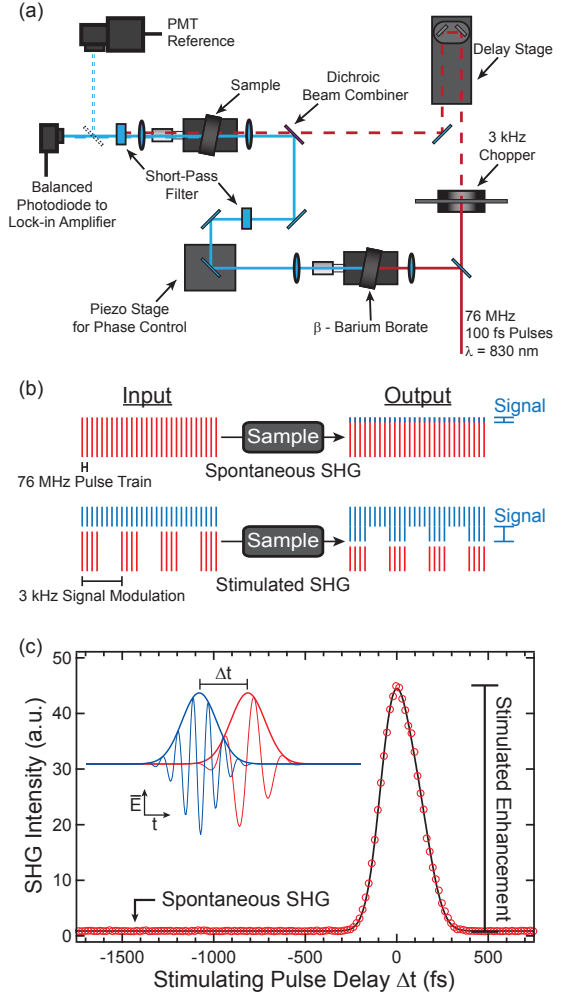 (a)
PMT
Reference
Sample
Dichroic
Beam Combiner
Delay Stage
3 kHz
Chopper
Balanced
Photodiode to
Lock-in Amplifier
Short-Pass
Filter
Piezo Stage
for Phase Control
β - Barium Borate
76 MHz
100 fs Pulses
λ = 830 nm
(b)
Input
Output
Signal
Sample
Spontaneous SHG
76 MHz Pulse Train
Signal
Sample
Stimulated SHG
3 kHz Signal Modulation
(c)
50
40
30
20
10
0
SHG Intensity (a.u.)
Δt
E
t
Spontaneous SHG
Stimulated Enhancement
-1500
-1000
-500
0
500
Stimulating Pulse Delay Δt (fs)